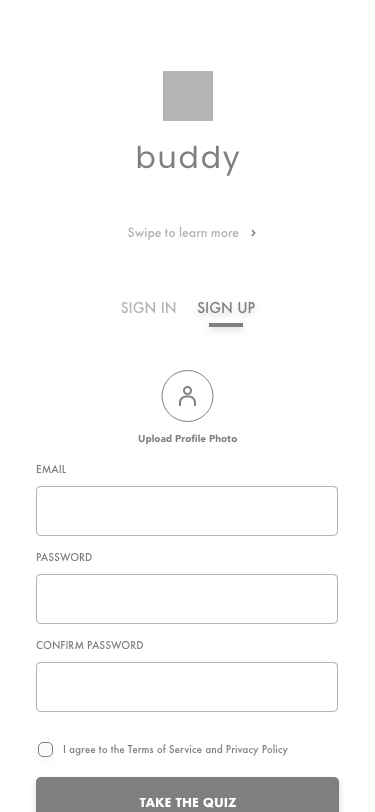 buddy
Swipe to learn more >
SIGN IN SIGN UP
Upload Profile Photo
EMAIL
PASSWORD
CONFIRM PASSWORD
I agree to the Terms of Service and Privacy Policy
TAKE THE QUIZ